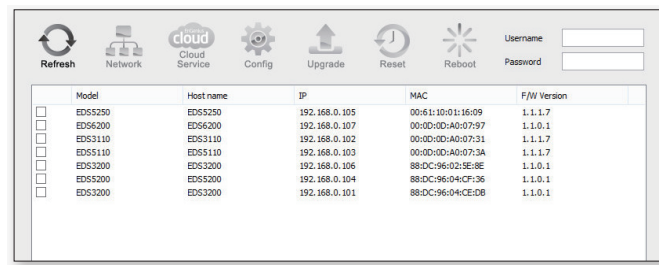 Username
cloud
Cloud
Refresh Network Service Config Upgrade Reset Reboot Password
Model Host name IP MAC F/W Version
EDS5250 EDS5250 192.168.0.105 00:61:10:01:16:09 1.1.1.7
EDS6200 EDS6200 192.168.0.107 00:0D:0D:A0:07:97 1.1.0.1
EDS3110 EDS3110 192.168.0.102 00:0D:0D:A0:07:31 1.1.1.7
EDS5110 EDS5110 192.168.0.103 00:0D:0D:A0:07:3A 1.1.1.7
EDS3200 EDS3200 192.168.0.106 88:DC:96:02:5E:8E 1.1.0.1
EDS5200 EDS5200 192.168.0.104 88:DC:96:04:CF:36 1.1.0.1
EDS3200 EDS3200 192.168.0.101 88:DC:96:04:CE:DB 1.1.0.1